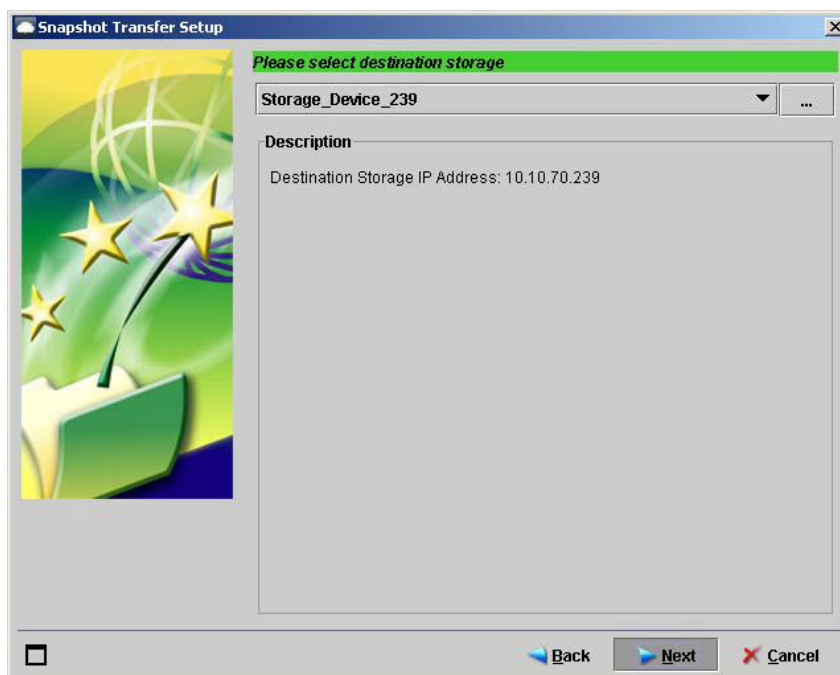 Snapshot Transfer Setup
Please select destination storage
Storage_Device_239
...
Description
Destination Storage IP Address: 10.10.70.239
Back
Next
Cancel